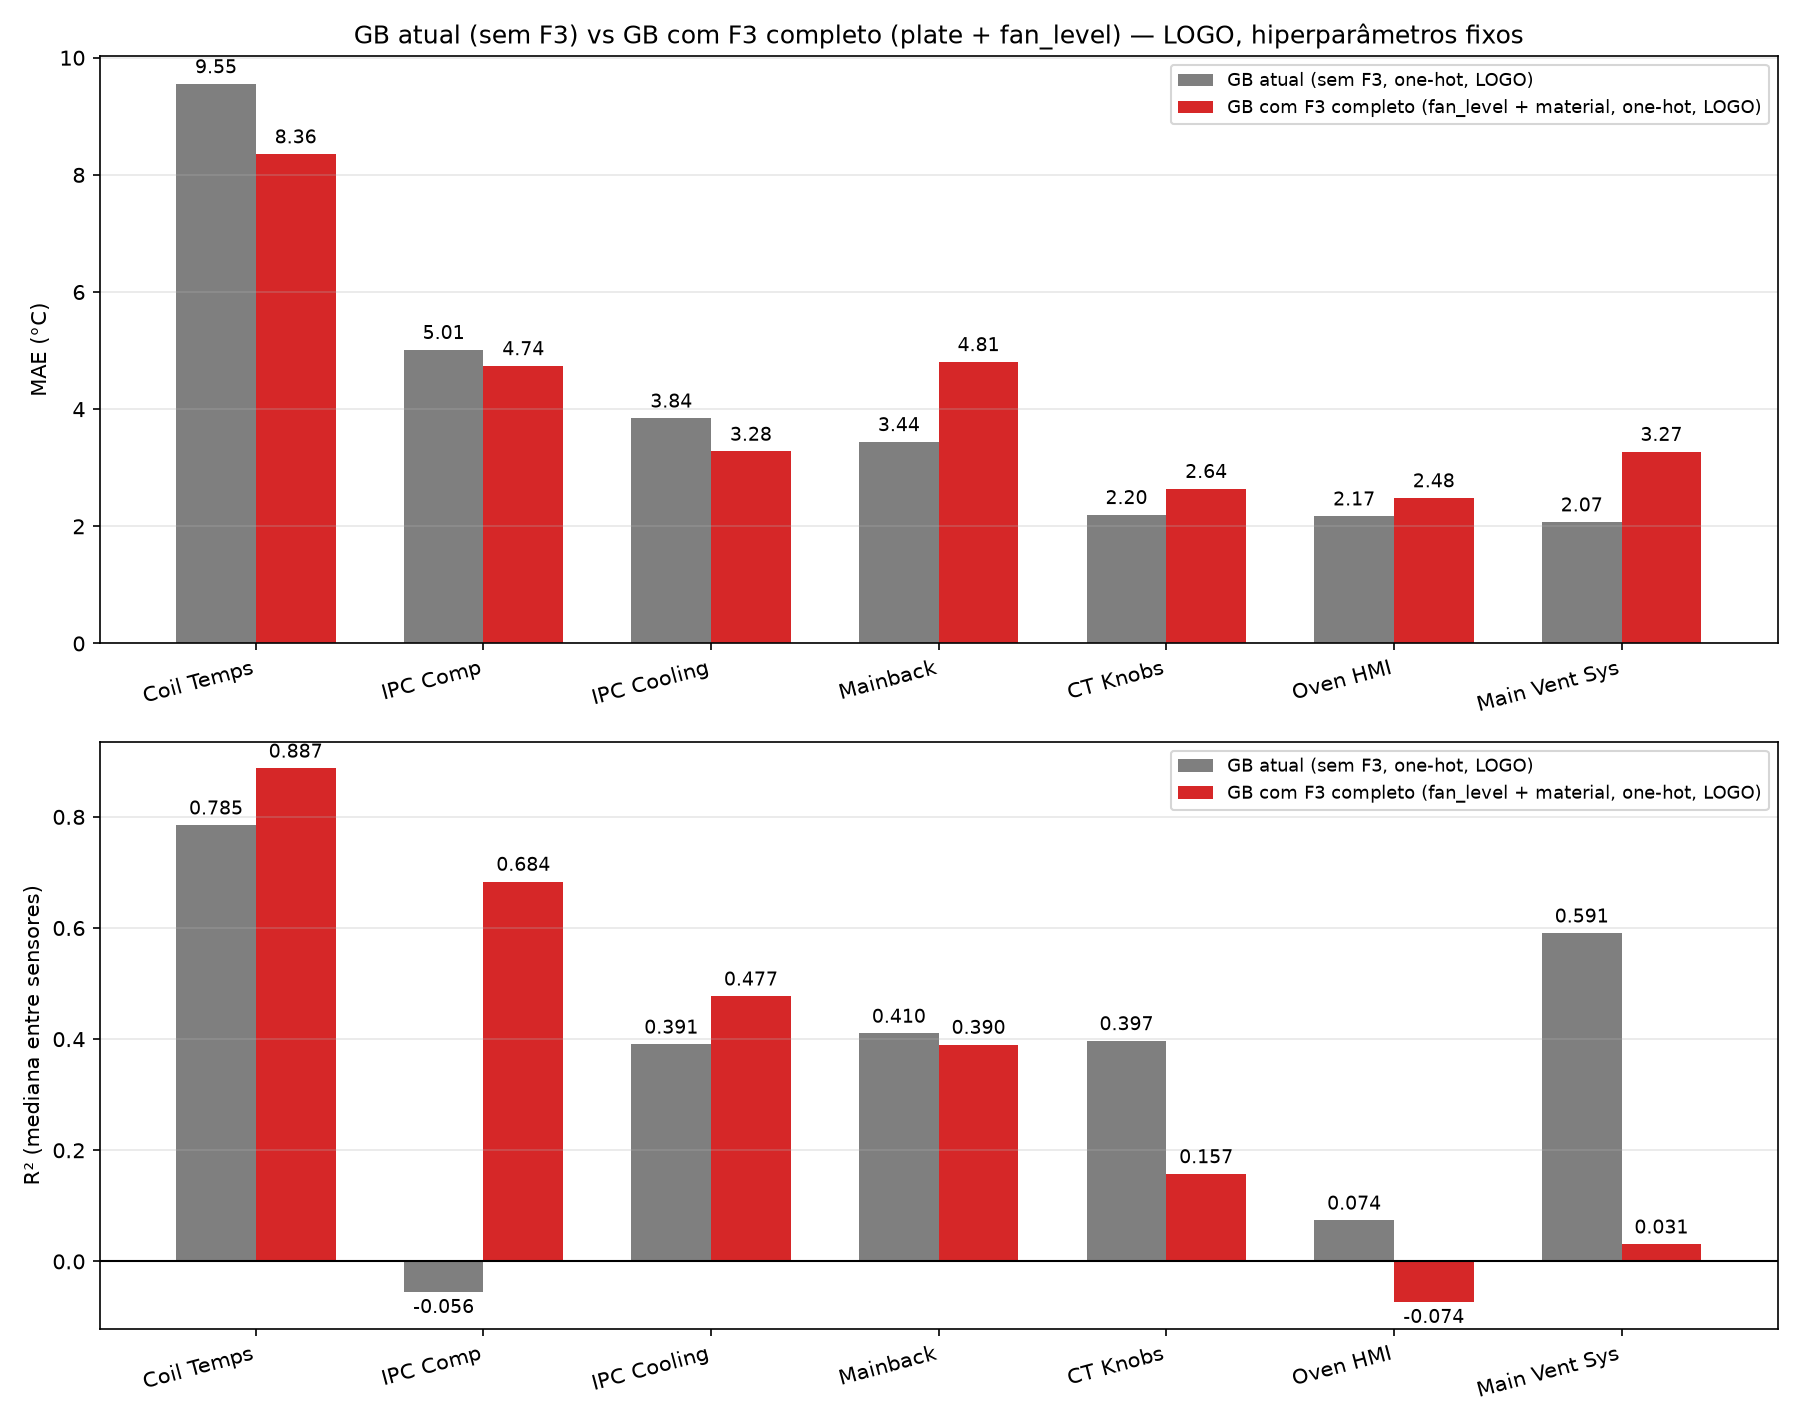 GB atual (sem F3) vs GB com F3 completo (plate + fan_level) — LOGO, hiperparâmetros fixos
GB atual (sem F3, one-hot, LOGO)
GB com F3 completo (fan_level + material, one-hot, LOGO)
MAE (°C)
10
8
6
4
2
0
9.55
8.36
5.01
4.74
3.84
3.28
3.44
4.81
2.20
2.64
2.17
2.48
2.07
3.27
Coil Temps
IPC Comp
IPC Cooling
Mainback
CT Knobs
Oven HMI
Main Vent Sys
GB atual (sem F3, one-hot, LOGO)
GB com F3 completo (fan_level + material, one-hot, LOGO)
R² (mediana entre sensores)
0.8
0.6
0.4
0.2
0.0
0.785
0.887
-0.056
0.684
0.391
0.477
0.410
0.390
0.397
0.157
0.074
-0.074
0.591
0.031
Coil Temps
IPC Comp
IPC Cooling
Mainback
CT Knobs
Oven HMI
Main Vent Sys